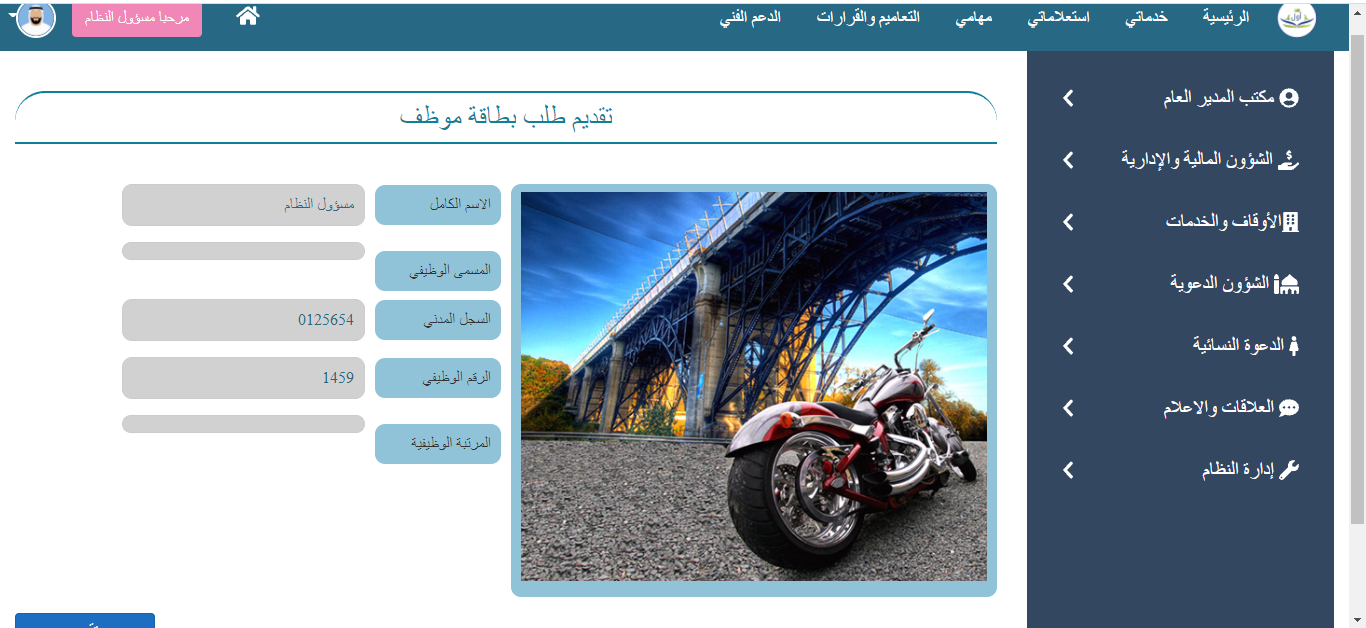 الرئيسية
خدماتي
استعلاماتي
مهامي
التعاميم والقرارات
الدعم الفني
مرحبا مسؤول النظام
مكتب المدير العام
الشؤون المالية والإدارية
الأوقاف والخدمات
الشؤون الدعوية
الدعوة النسائية
العلاقات والاعلام
إدارة النظام
تقديم طلب بطاقة موظف
الاسم الكامل
مسؤول النظام
المسمى الوظيفي
السجل المدني
0125654
الرقم الوظيفي
1459
المرتبة الوظيفية